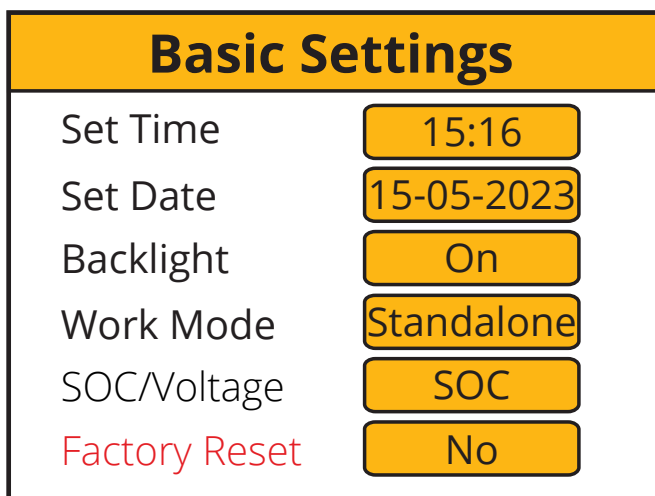 Basic Settings
Set Time 15:16
Set Date 15-05-2023
Backlight On
Work Mode Standalone
SOC/Voltage SOC
Factory Reset No